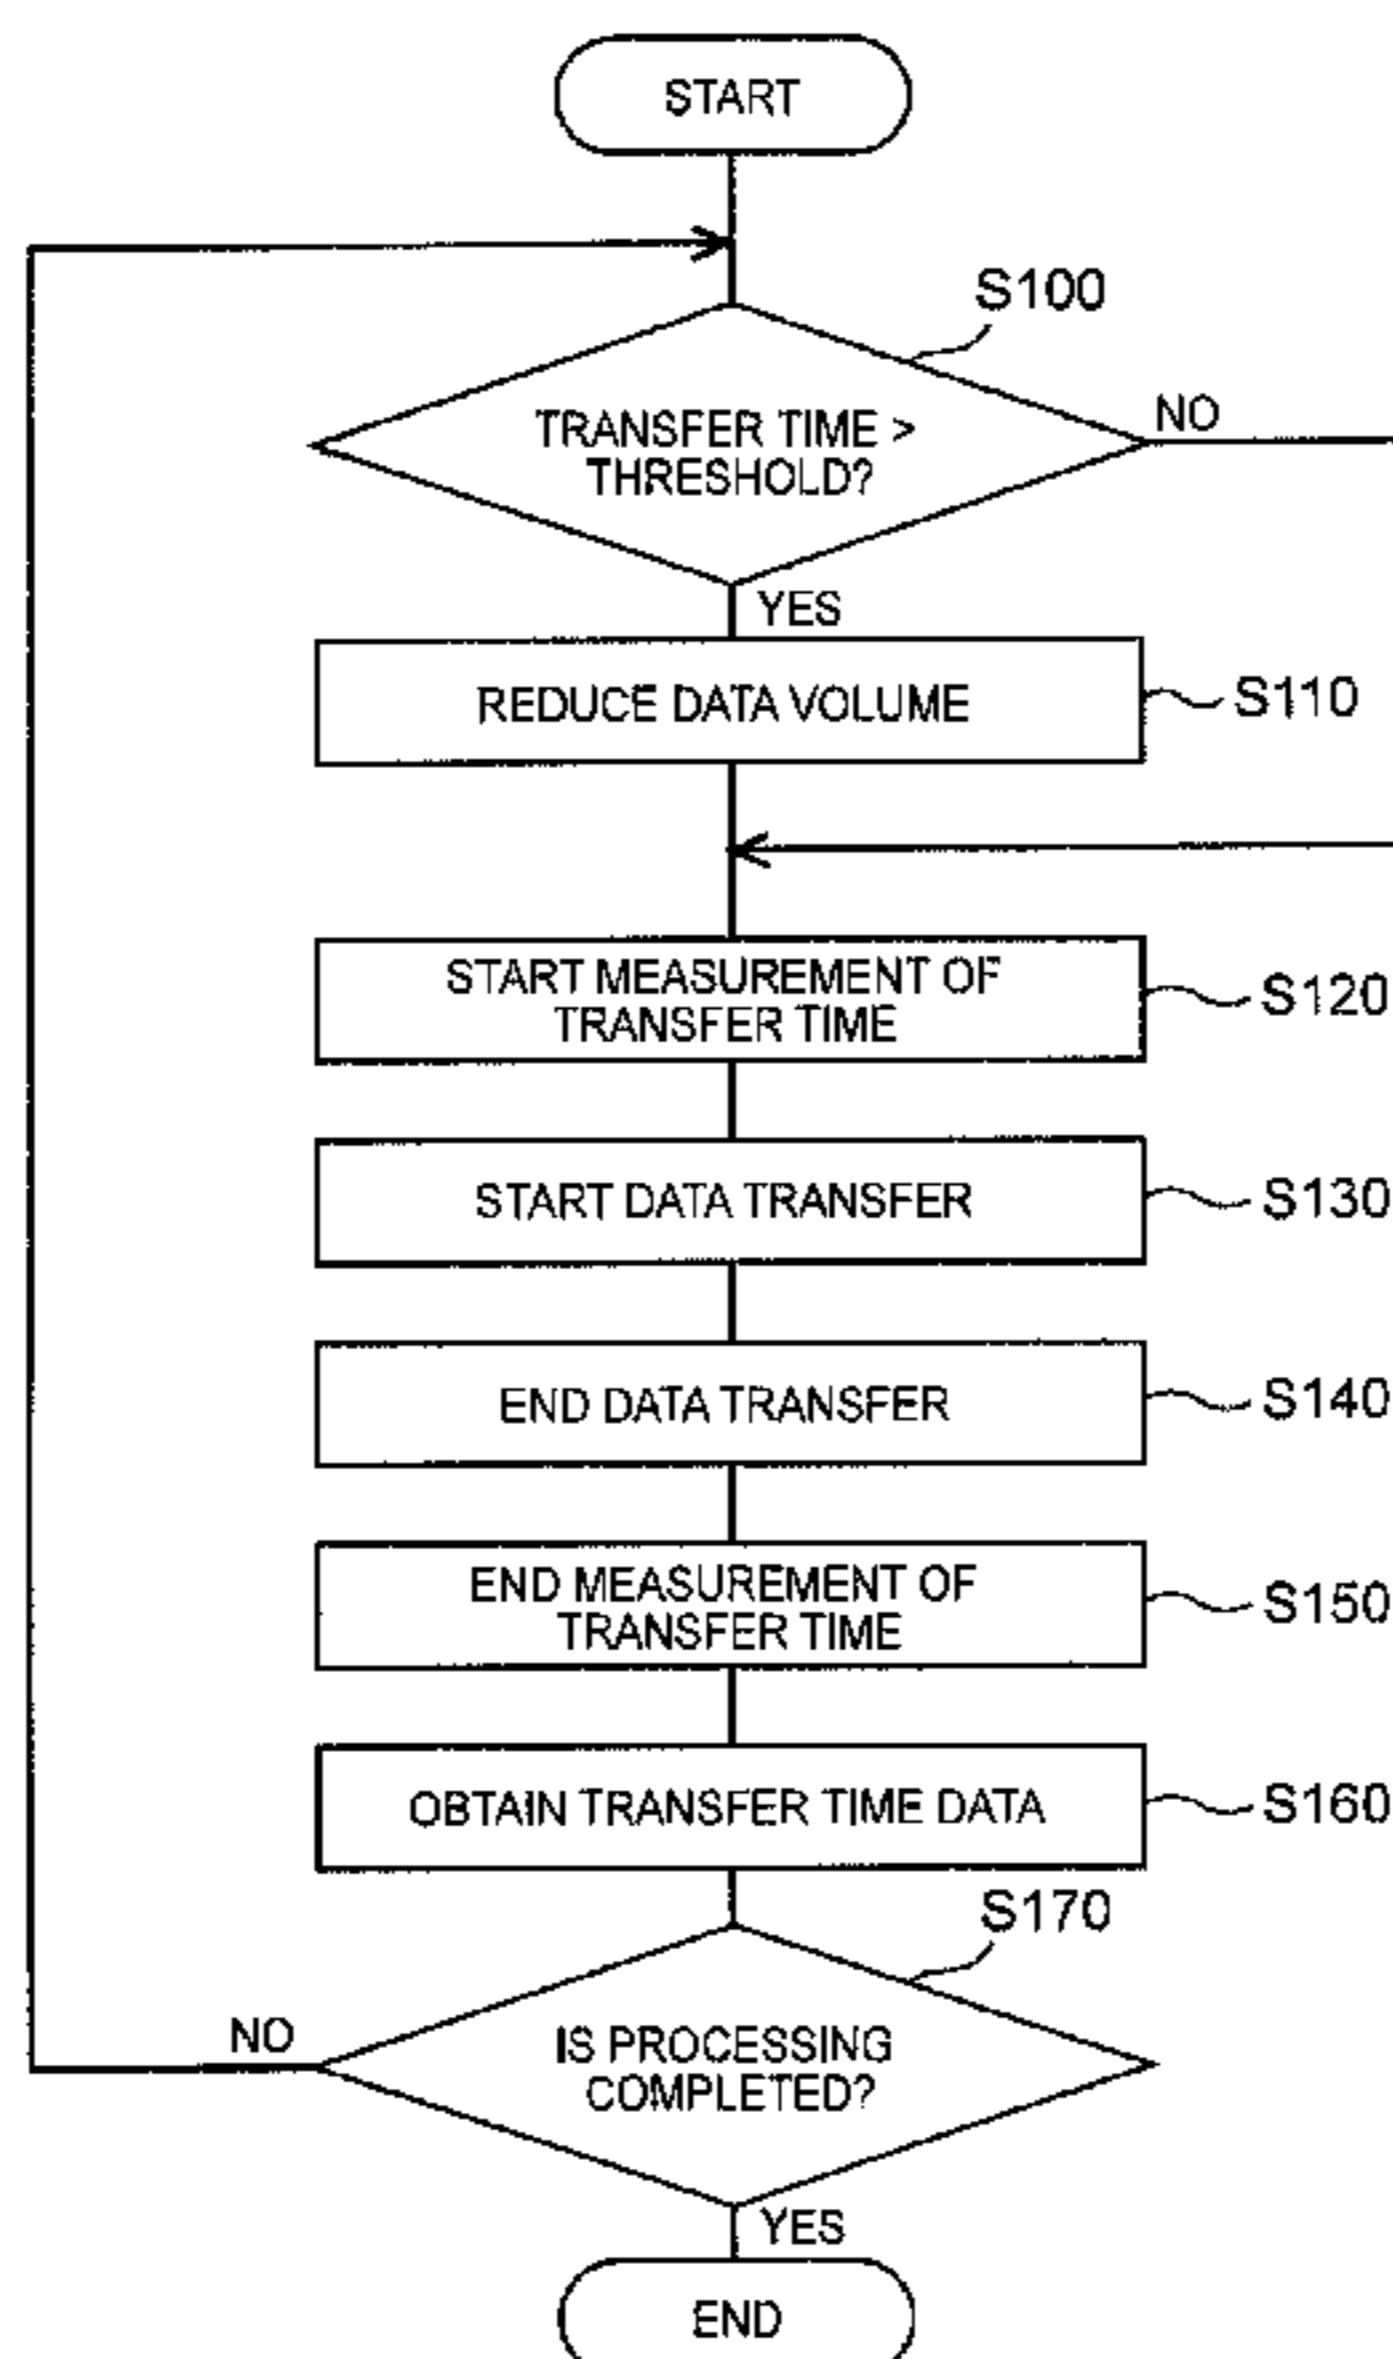 START
S100
TRANSFER TIME >
THRESHOLD?
NO
YES
REDUCE DATA VOLUME
S110
START MEASUREMENT OF
TRANSFER TIME
S120
START DATA TRANSFER
S130
END DATA TRANSFER
S140
END MEASUREMENT OF
TRANSFER TIME
S150
OBTAIN TRANSFER TIME DATA
S160
S170
NO
IS PROCESSING
COMPLETED?
YES
END